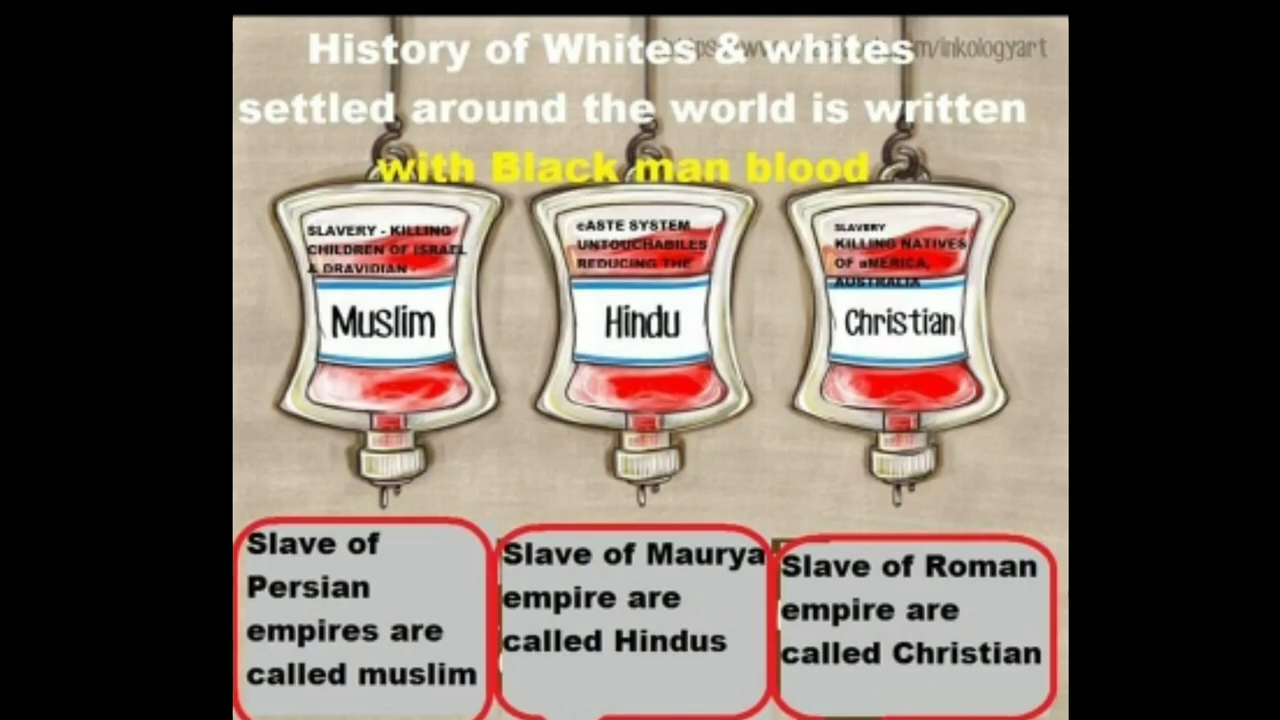 History of Whites & whites
settled around the world is written
with Black man blood
m/inkologyart
SLAVERY - KILLING
CHILDREN OF ISRAEL
& DRAVIDIAN
cASTE SYSTEM
UNTOUCHABILES
REDUCING THE
SLAVERY
KILLING NATIVES
OF aMERICA,
AUSTRALIA
Muslim
Hindu
Christian
Slave of
Persian
empires are
called muslim
Slave of Maurya
empire are
called Hindus
Slave of Roman
empire are
called Christian